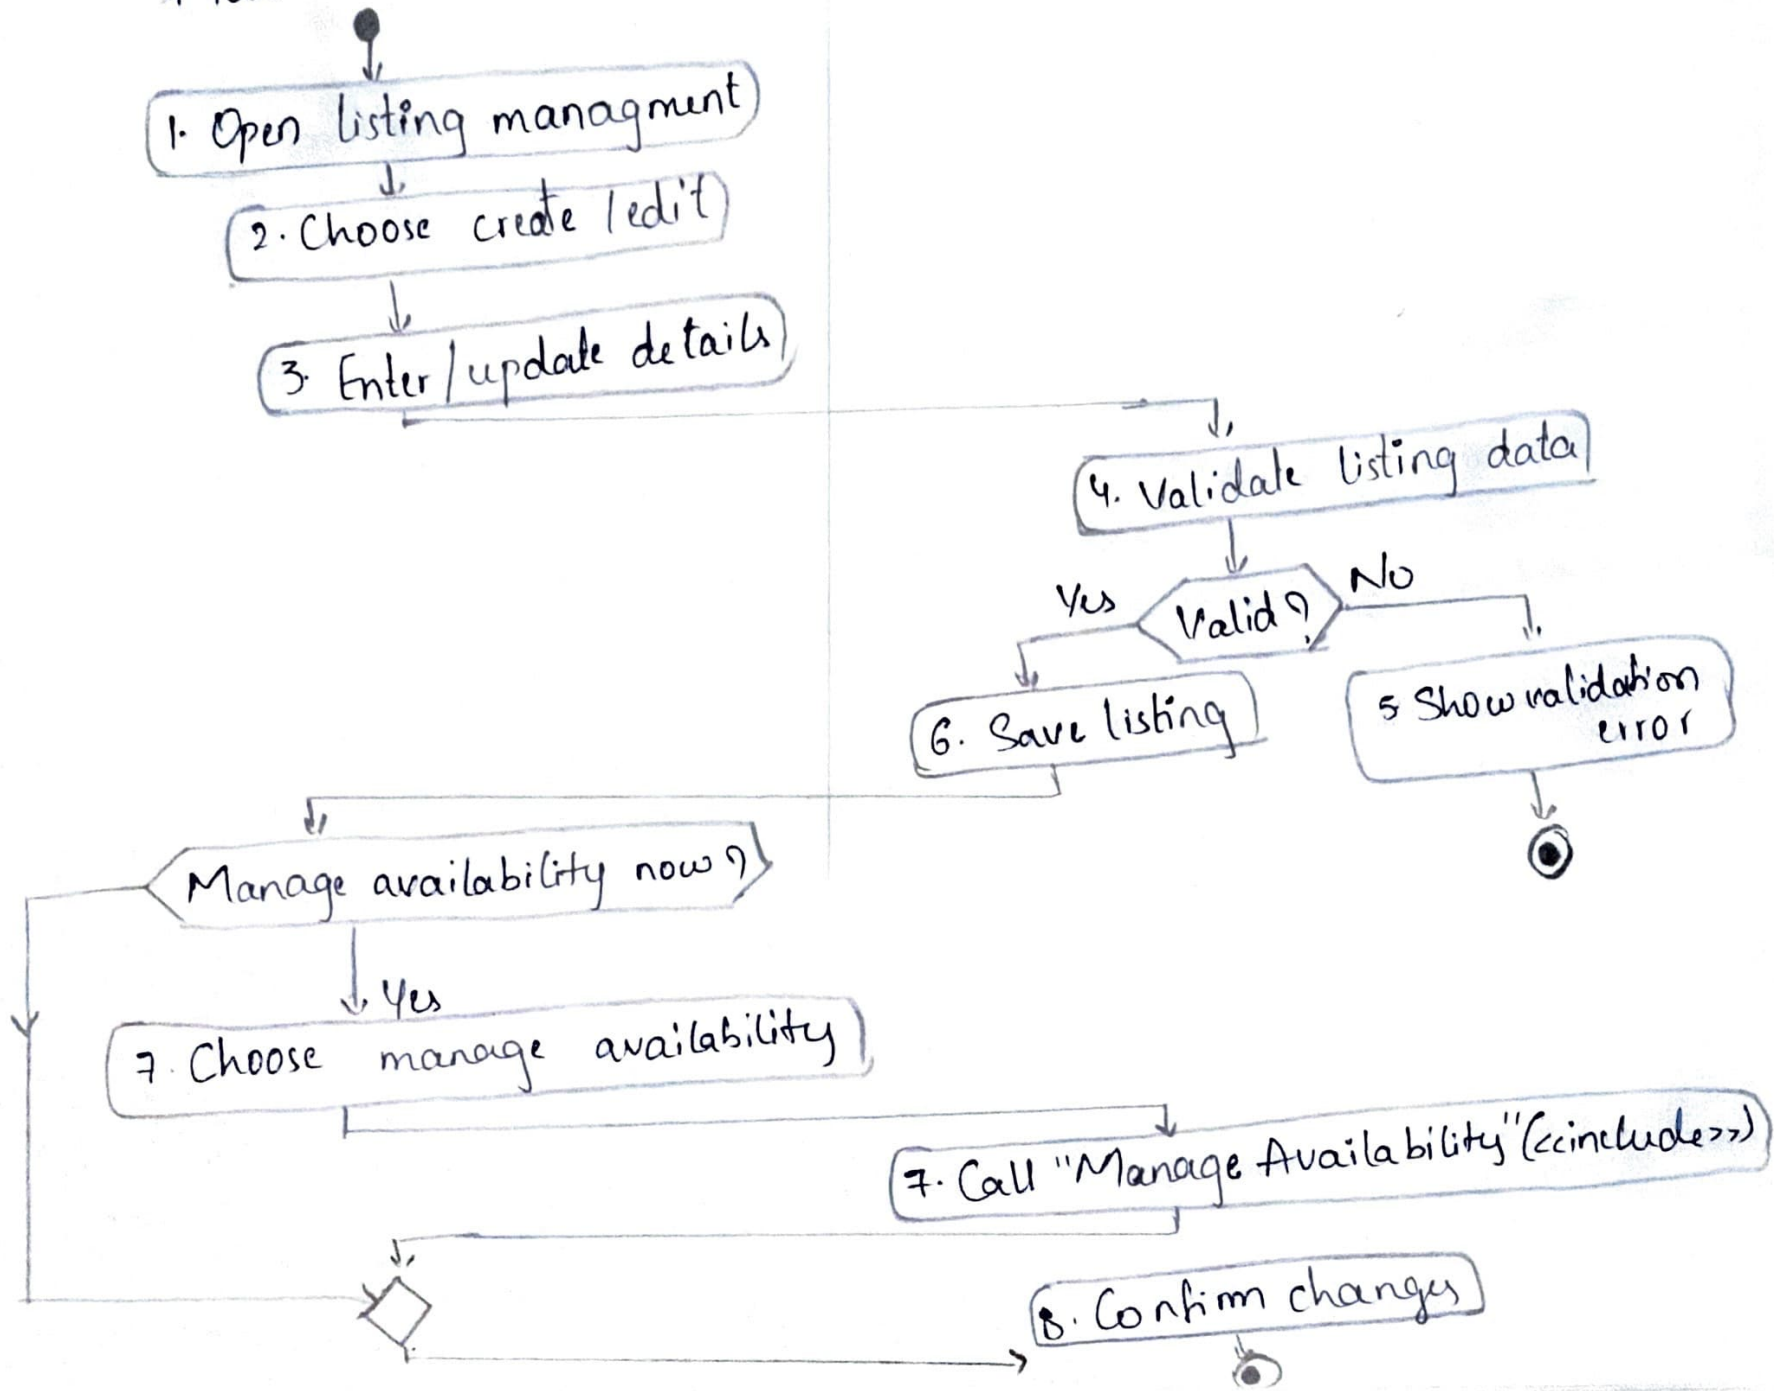 1. Open listing managment
2. Choose create / edit
3. Enter / update details
4. Validate listing data
Valid?
Yes
No
6. Save listing
5 Show validation
error
Manage availability now?
Yes
7. Choose manage availability
7. Call "Manage Availability" (<<include>>)
8. Confirm changes